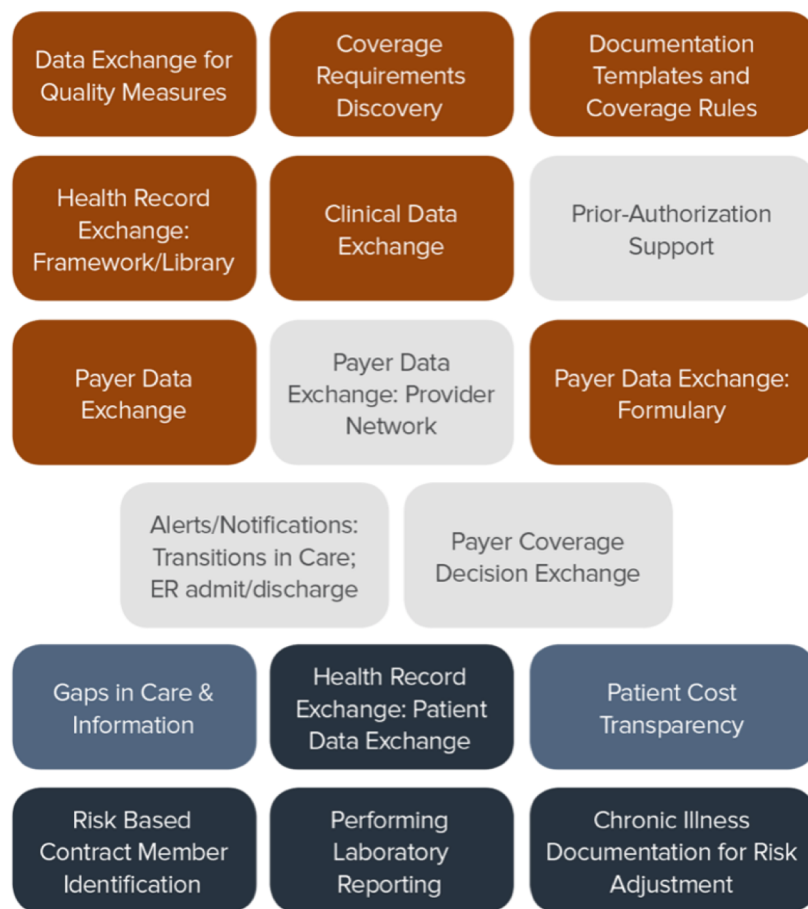 Data Exchange for
Quality Measures
Coverage
Requirements
Discovery
Documentation
Templates and
Coverage Rules
Health Record
Exchange:
Framework/Library
Clinical Data
Exchange
Prior-Authorization
Support
Payer Data
Exchange
Payer Data
Exchange: Provider
Network
Payer Data Exchange:
Formulary
Alerts/Notifications:
Transitions in Care;
ER admit/discharge
Payer Coverage
Decision Exchange
Gaps in Care &
Information
Health Record
Exchange: Patient
Data Exchange
Patient Cost
Transparency
Risk Based
Contract Member
Identification
Performing
Laboratory
Reporting
Chronic Illness
Documentation for Risk
Adjustment